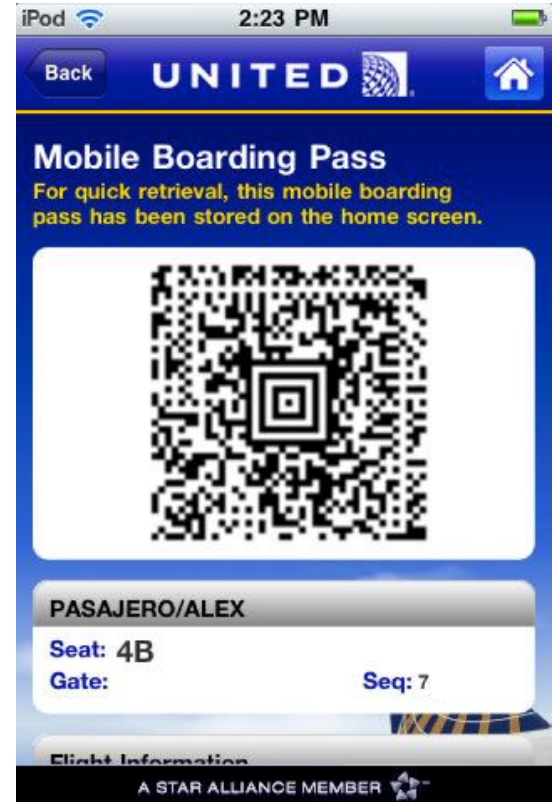 iPod 2:23 PM
Back UNITED
Mobile Boarding Pass
For quick retrieval, this mobile boarding
pass has been stored on the home screen.
PASAJERO/ALEX
Seat: 4B
Gate: Seq: 7
Flight Information
A STAR ALLIANCE MEMBER